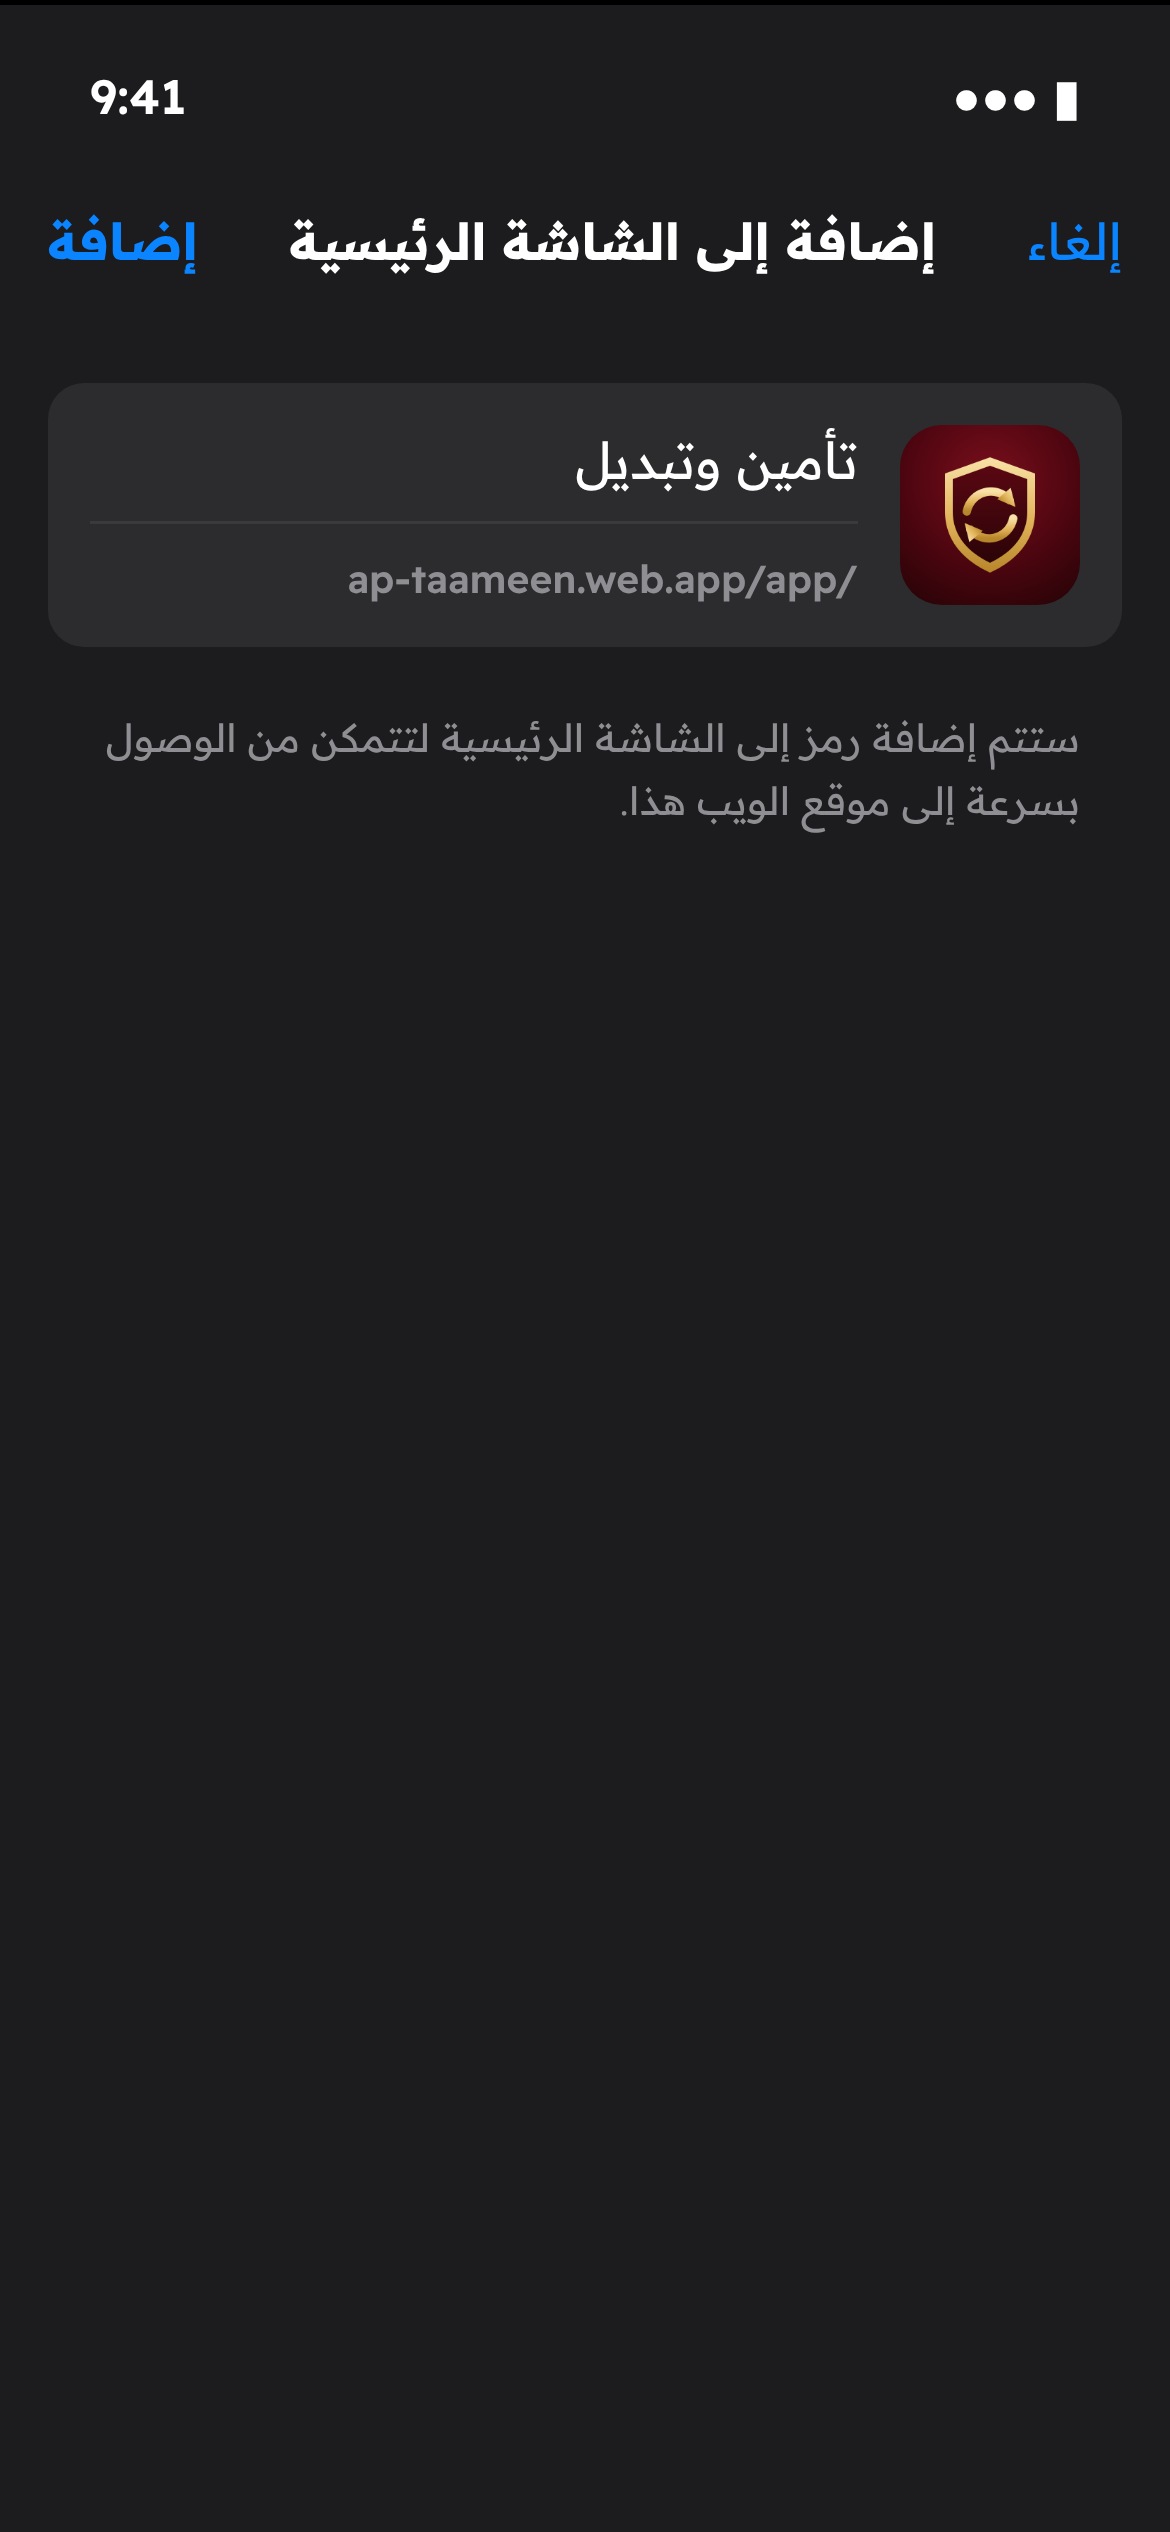 9:41
إلغاء
إضافة إلى الشاشة الرئيسية
إضافة
تأمين وتبديل
ap-taameen.web.app/app/
ستتم إضافة رمز إلى الشاشة الرئيسية لتتمكن من الوصول
بسرعة إلى موقع الويب هذا.